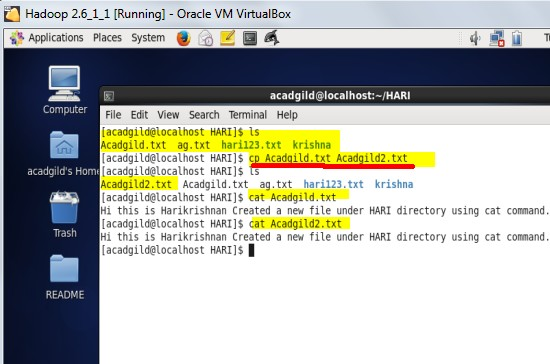 Hadoop 2.6_1_1 [Running] - Oracle VM VirtualBox
Applications Places System
Computer
acadgild's Home
Trash
README
acadgild@localhost:~/HARI
File Edit View Search Terminal Help
[acadgild@localhost HARI]$ ls
Acadgild.txt ag.txt hari123.txt krishna
[acadgild@localhost HARI]$ cp Acadgild.txt Acadgild2.txt
[acadgild@localhost HARI]$ ls
Acadgild2.txt Acadgild.txt ag.txt hari123.txt krishna
[acadgild@localhost HARI]$ cat Acadgild.txt
Hi this is Harikrishnan Created a new file under HARI directory using cat command.
[acadgild@localhost HARI]$ cat Acadgild2.txt
Hi this is Harikrishnan Created a new file under HARI directory using cat command.
[acadgild@localhost HARI]$